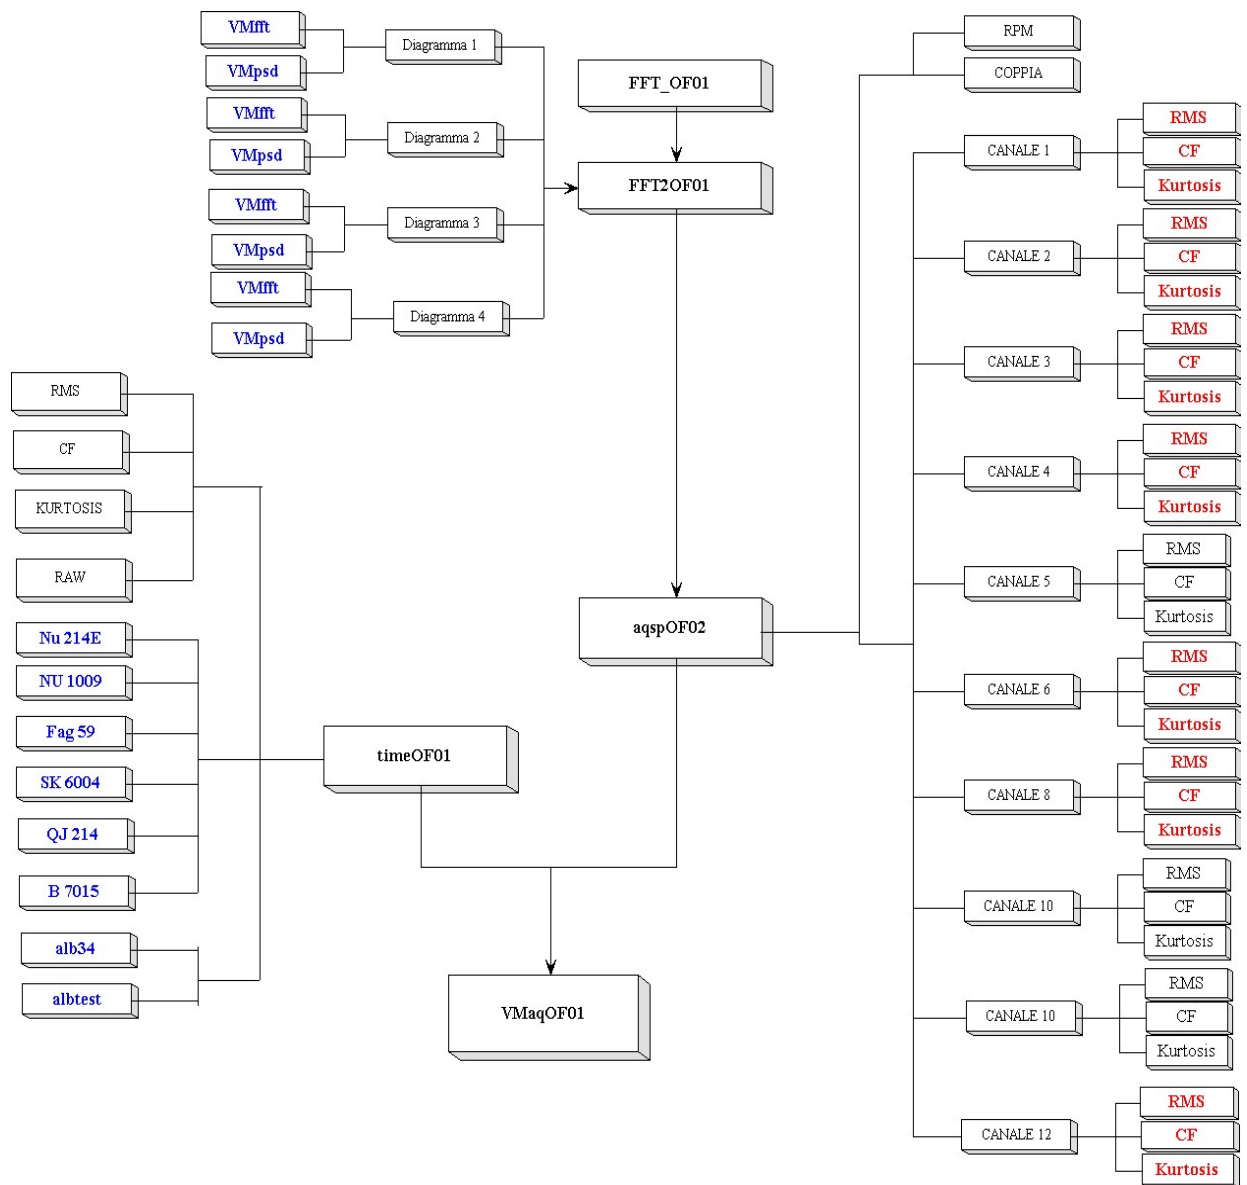 VMfft
VMpsd
Diagramma 1
VMfft
VMpsd
Diagramma 2
VMfft
VMpsd
Diagramma 3
VMfft
VMpsd
Diagramma 4
FFT_OF01
FFT2OF01
RMS
CF
KURTOSIS
RAW
Nu 214E
NU 1009
Fag 59
SK 6004
QJ 214
B 7015
alb34
albtest
timeOF01
aqspOF02
VMaqOF01
RPM
COPPIA
CANALE 1
RMS
CF
Kurtosis
CANALE 2
RMS
CF
Kurtosis
CANALE 3
RMS
CF
Kurtosis
CANALE 4
RMS
CF
Kurtosis
CANALE 5
RMS
CF
Kurtosis
CANALE 6
RMS
CF
Kurtosis
CANALE 8
RMS
CF
Kurtosis
CANALE 10
RMS
CF
Kurtosis
CANALE 10
RMS
CF
Kurtosis
CANALE 12
RMS
CF
Kurtosis